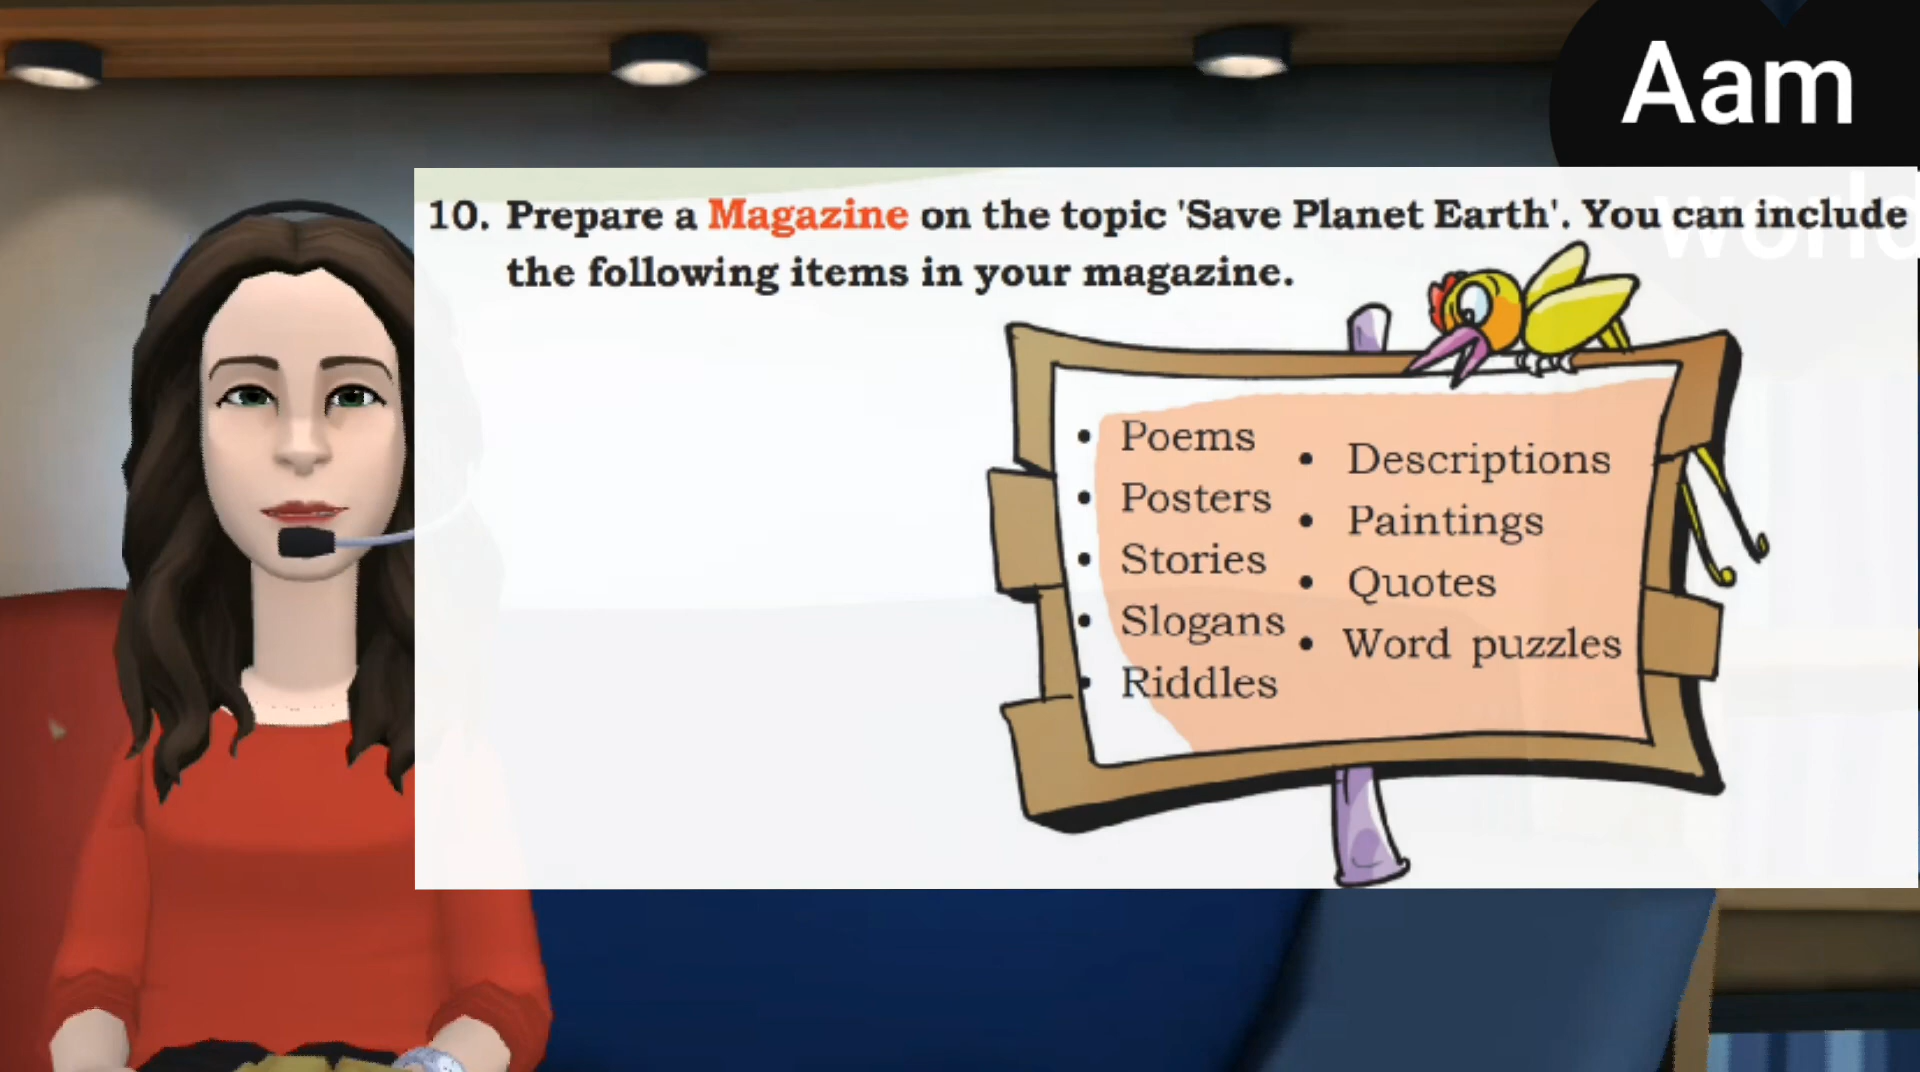 Aam
world
10. Prepare a Magazine on the topic 'Save Planet Earth'. You can include
the following items in your magazine.
• Poems
• Posters
• Stories
• Slogans
• Riddles
• Descriptions
• Paintings
• Quotes
• Word puzzles